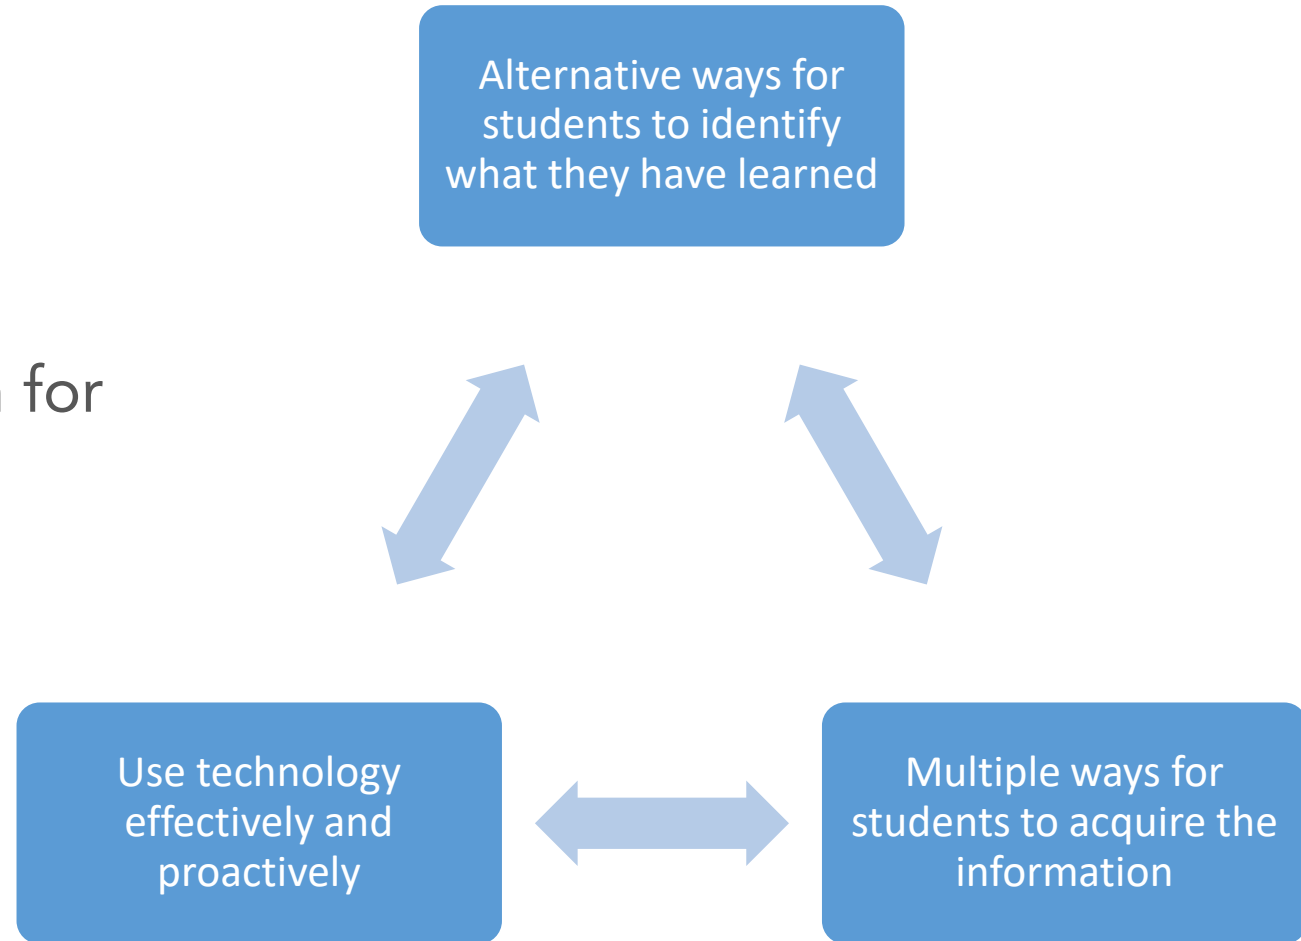 Alternative ways for
students to identify
what they have learned
for
Use technology
effectively and
proactively
Multiple ways for
students to acquire the
information